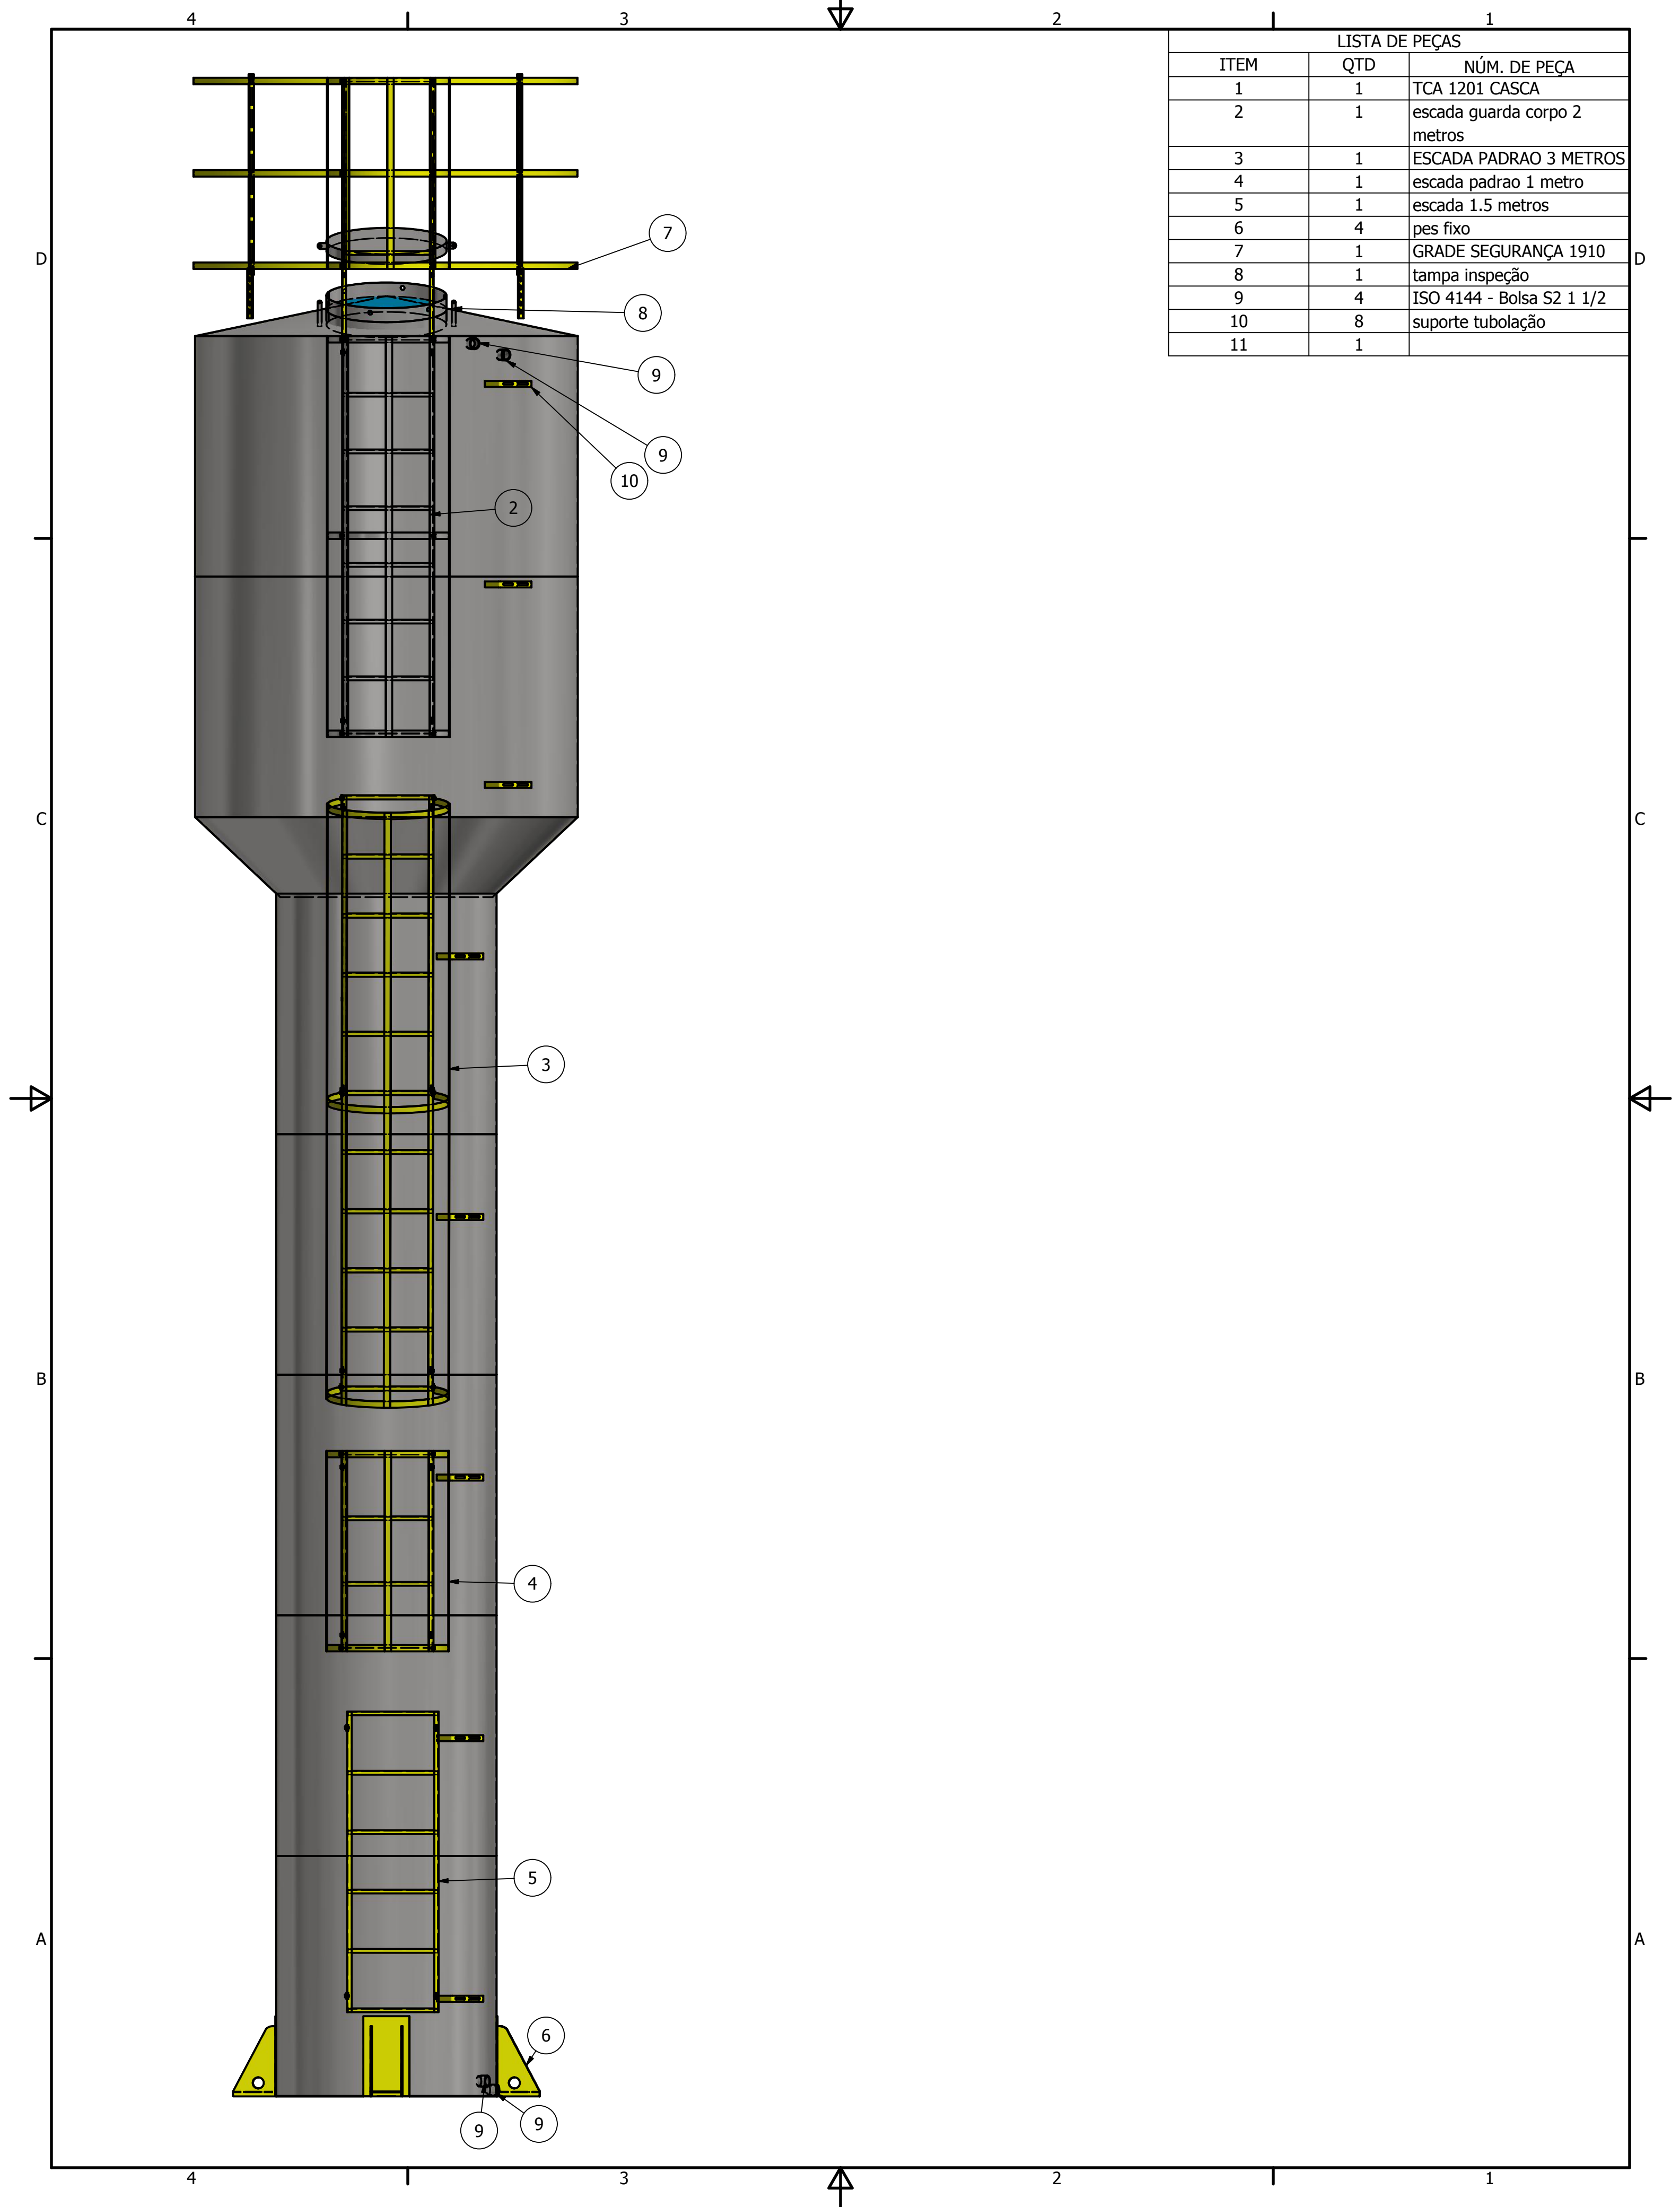 4 3 2 1
LISTA DE PEÇAS
ITEM QTD NÚM. DE PEÇA
1 1 TCA 1201 CASCA
2 1 escada guarda corpo 2
metros
3 1 ESCADA PADRAO 3 METROS
4 1 escada padrao 1 metro
5 1 escada 1.5 metros
6 4 pes fixo
7 1 GRADE SEGURANÇA 1910
8 1 tampa inspeção
9 4 ISO 4144 - Bolsa S2 1 1/2
10 8 suporte tubolação
11 1
7
D D
8
9
9
10
2
C C
3
B B
4
5
A A
6
9 9
4 3 2 1